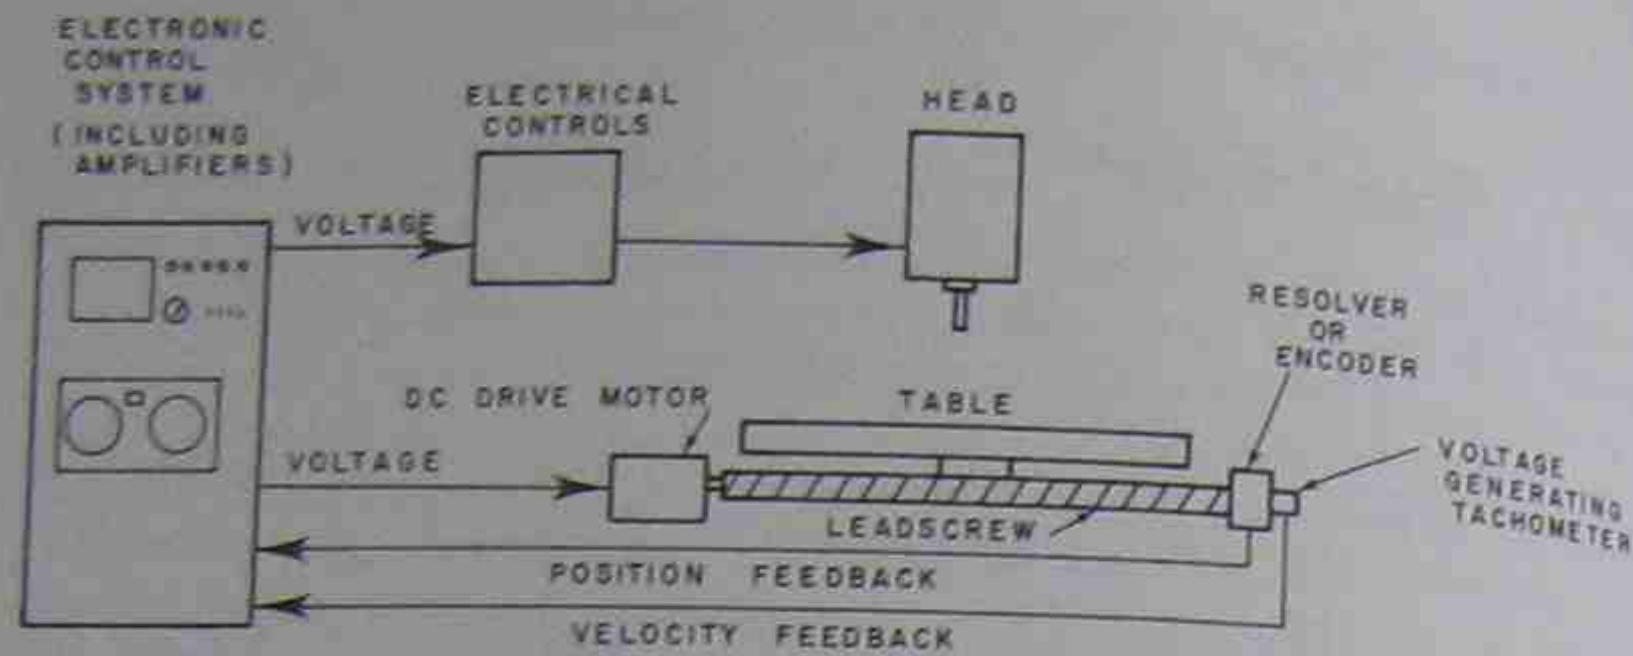 ELECTRONIC
CONTROL
SYSTEM
(INCLUDING
AMPLIFIERS)
ELECTRICAL
CONTROLS
HEAD
VOLTAGE
RESOLVER
OR
ENCODER
DC DRIVE MOTOR
TABLE
VOLTAGE
VOLTAGE
GENERATING
TACHOMETER
LEADSCREW
POSITION FEEDBACK
VELOCITY FEEDBACK